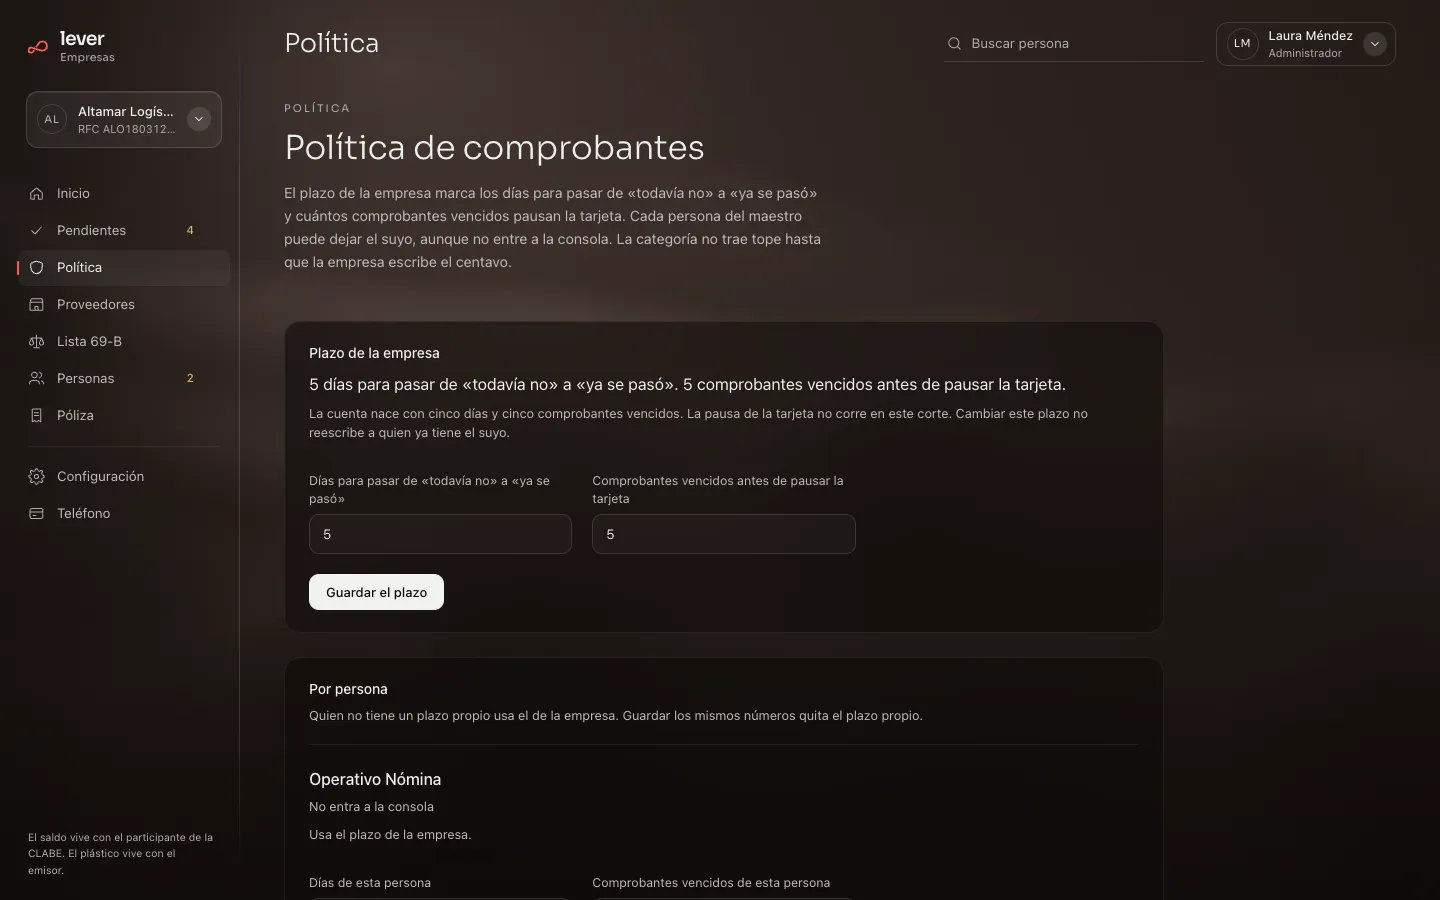 lever
Empresas
AL
Altamar Logís...
RFC ALO180312...
Inicio
Pendientes 4
Política
Proveedores
Lista 69-B
Personas 2
Póliza
Configuración
Teléfono
El saldo vive con el participante de la
CLABE. El plástico vive con el
emisor.
Política
Buscar persona
LM
Laura Méndez
Administrador
POLÍTICA
Política de comprobantes
El plazo de la empresa marca los días para pasar de «todavía no» a «ya se pasó»
y cuántos comprobantes vencidos pausan la tarjeta. Cada persona del maestro
puede dejar el suyo, aunque no entre a la consola. La categoría no trae tope hasta
que la empresa escribe el centavo.
Plazo de la empresa
5 días para pasar de «todavía no» a «ya se pasó». 5 comprobantes vencidos antes de pausar la tarjeta.
La cuenta nace con cinco días y cinco comprobantes vencidos. La pausa de la tarjeta no corre en este corte. Cambiar este plazo no
reescribe a quien ya tiene el suyo.
Días para pasar de «todavía no» a «ya se
pasó»
5
Comprobantes vencidos antes de pausar la
tarjeta
5
Guardar el plazo
Por persona
Quien no tiene un plazo propio usa el de la empresa. Guardar los mismos números quita el plazo propio.
Operativo Nómina
No entra a la consola
Usa el plazo de la empresa.
Días de esta persona
Comprobantes vencidos de esta persona